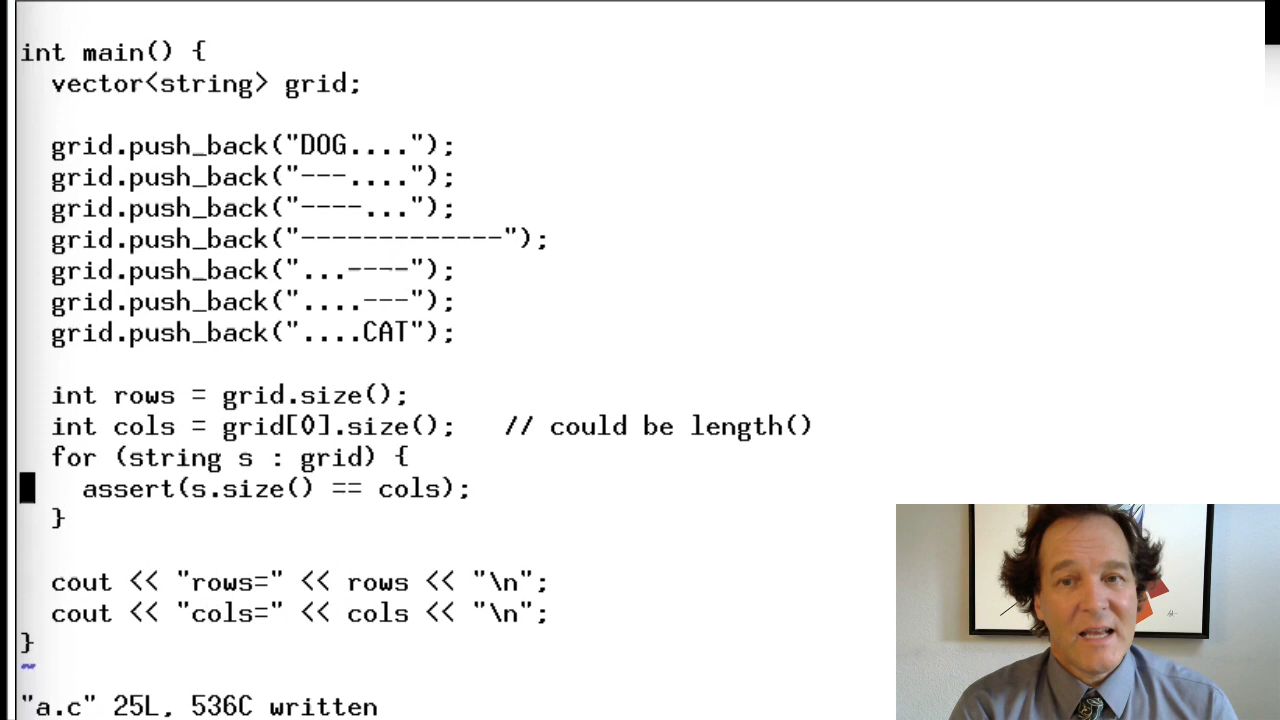 int main() {
  vector<string> grid;
  grid.push_back("DOG....");
  grid.push_back("---....");
  grid.push_back("----...");
  grid.push_back("-------------");
  grid.push_back("...----");
  grid.push_back("....---");
  grid.push_back("....CAT");
  int rows = grid.size();
  int cols = grid[0].size();   // could be length()
  for (string s : grid) {
    assert(s.size() == cols);
  }
  cout << "rows=" << rows << "\n";
  cout << "cols=" << cols << "\n";
}
~
"a.c" 25L, 536C written